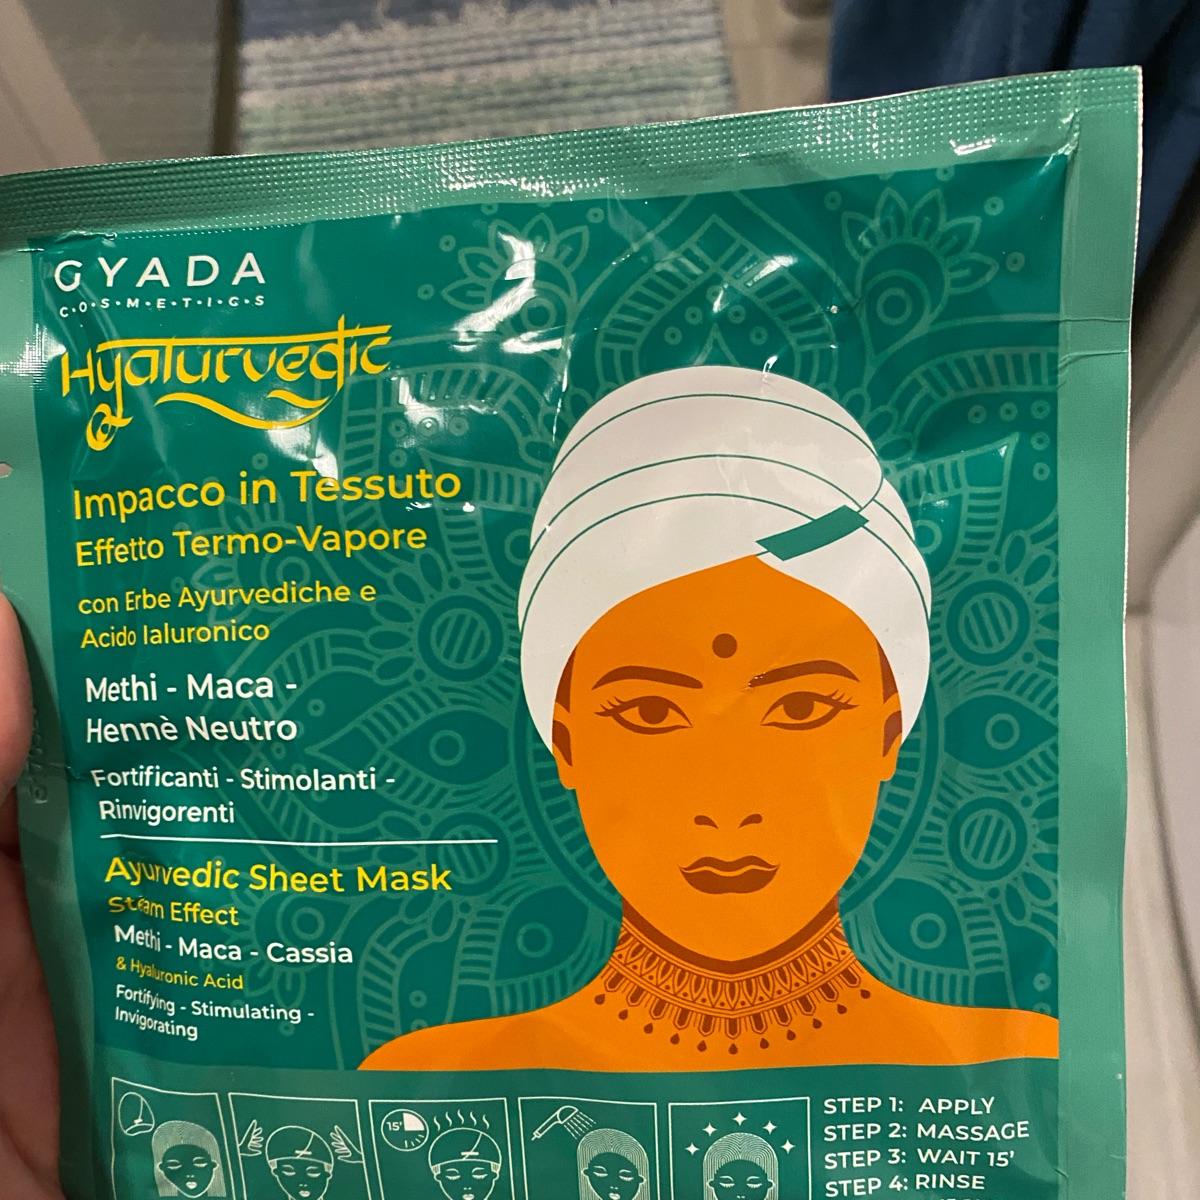 GYADA
C·O·S·M·E·T·I·C·S
Hyalurvedic
Impacco in Tessuto
Effetto Termo-Vapore
con Erbe Ayurvediche e
Acido Ialuronico
Methi - Maca -
Hennè Neutro
Fortificanti - Stimolanti -
Rinvigorenti
Ayurvedic Sheet Mask
Steam Effect
Methi - Maca - Cassia
& Hyaluronic Acid
Fortifying - Stimulating -
Invigorating
15'
STEP 1: APPLY
STEP 2: MASSAGE
STEP 3: WAIT 15'
STEP 4: RINSE